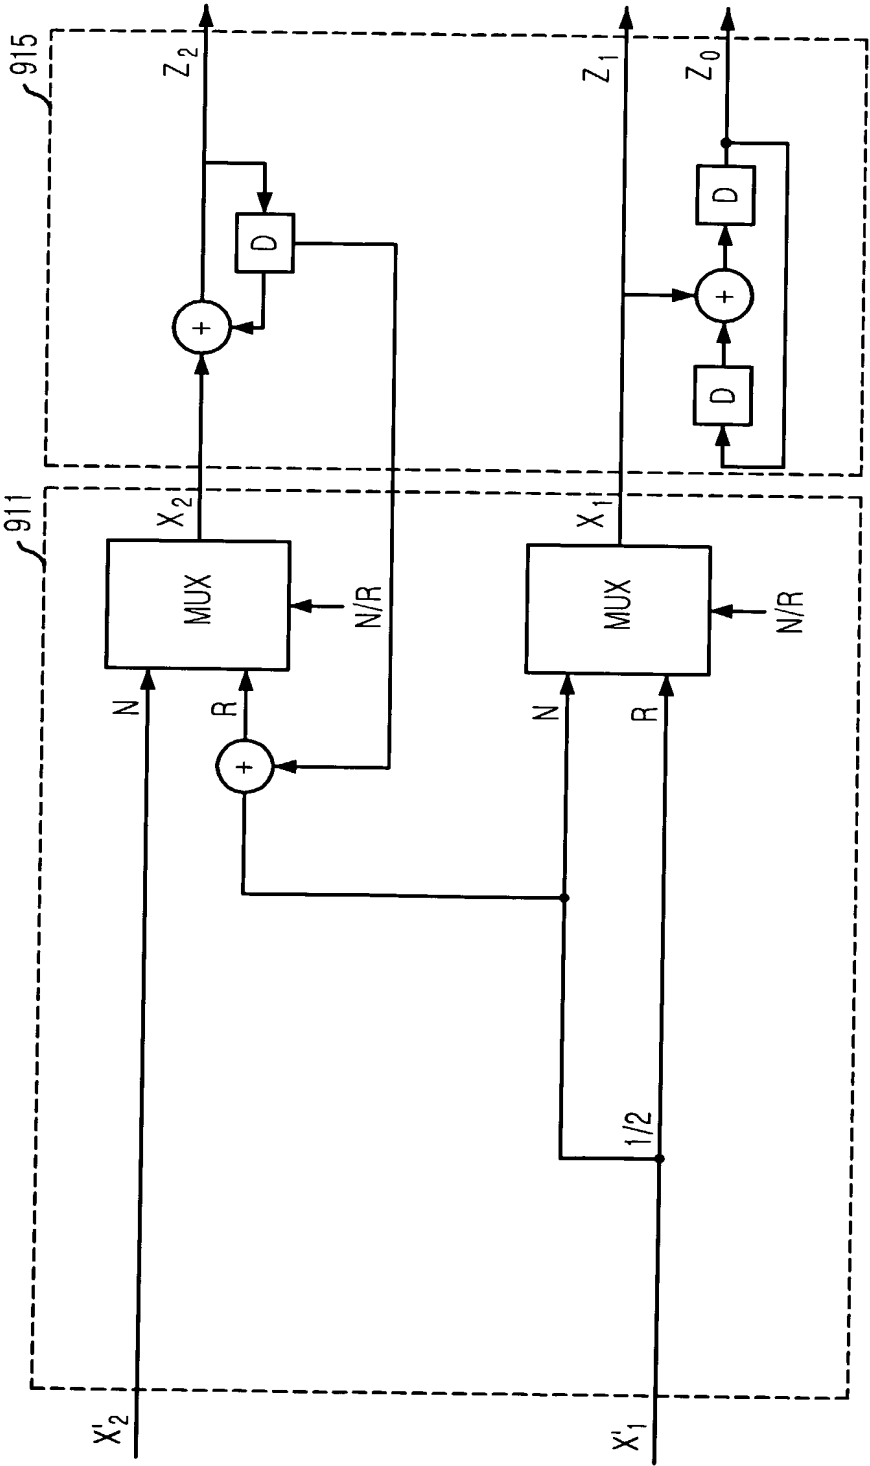 915
Z₂
Z₁
Z₀
D
D
+
+
D
911
X₂
X₁
MUX
N/R
MUX
N/R
N
R
N
R
+
1/2
X'₂
X'₁